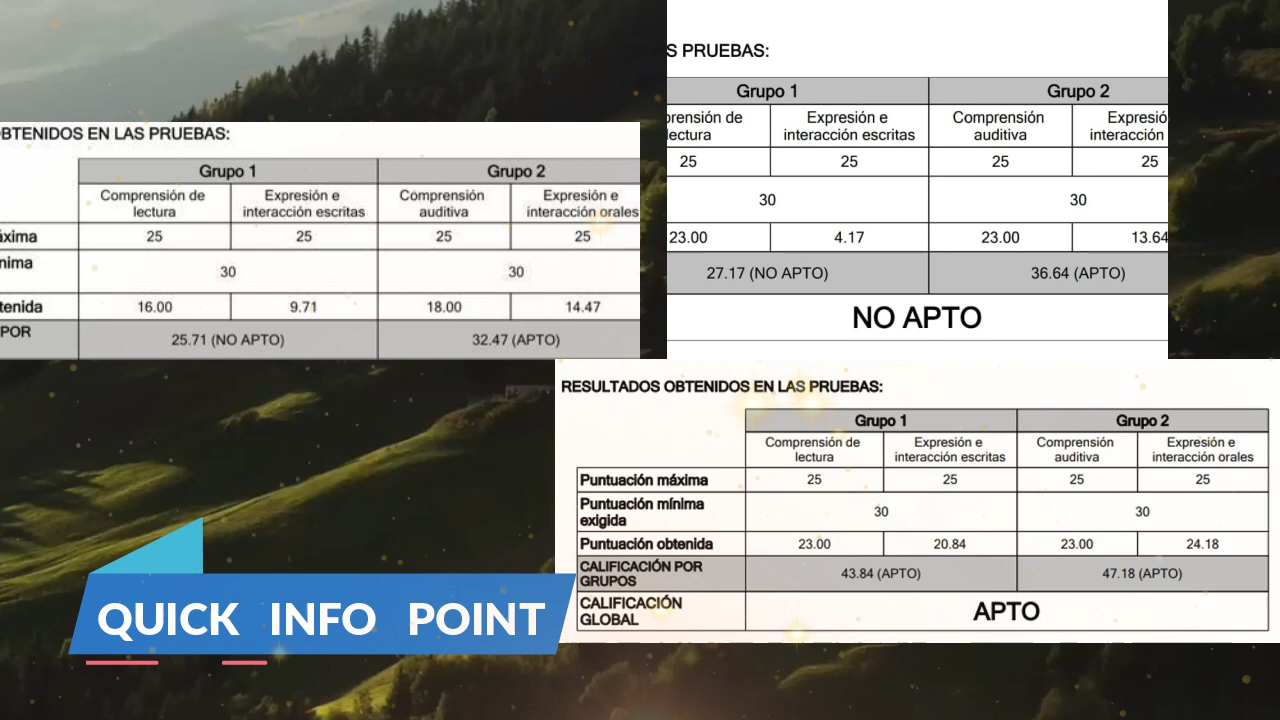 OBTENIDOS EN LAS PRUEBAS:
Grupo 1 Grupo 2
Comprensión de Expresión e Comprensión Expresión e
lectura interacción escritas auditiva interacción orales
áxima 25 25 25 25
nima
30 30
tenida 16.00 9.71 18.00 14.47
POR
25.71 (NO APTO) 32.47 (APTO)
S PRUEBAS:
Grupo 1 Grupo 2
prensión de Expresión e Comprensión Expresió
lectura interacción escritas auditiva interacción
25 25 25 25
30 30
23.00 4.17 23.00 13.64
27.17 (NO APTO) 36.64 (APTO)
NO APTO
RESULTADOS OBTENIDOS EN LAS PRUEBAS:
Grupo 1 Grupo 2
Comprensión de Expresión e Comprensión Expresión e
lectura interacción escritas auditiva interacción orales
Puntuación máxima 25 25 25 25
Puntuación mínima
exigida 30 30
Puntuación obtenida 23.00 20.84 23.00 24.18
CALIFICACIÓN POR
GRUPOS 43.84 (APTO) 47.18 (APTO)
CALIFICACIÓN
GLOBAL APTO
QUICK INFO POINT